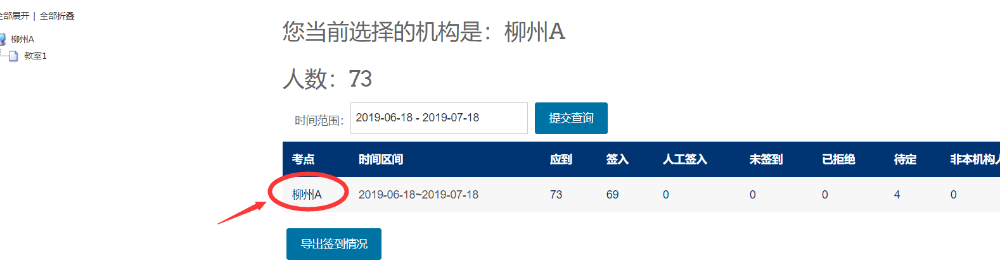 全部展开 | 全部折叠
柳州A
教室1
您当前选择的机构是：柳州A
人数：73
时间范围： 2019-06-18 - 2019-07-18 提交查询
考点 时间区间 应到 签入 人工签入 未签到 已拒绝 待定 非本机构人
柳州A 2019-06-18~2019-07-18 73 69 0 0 0 4 0
导出签到情况